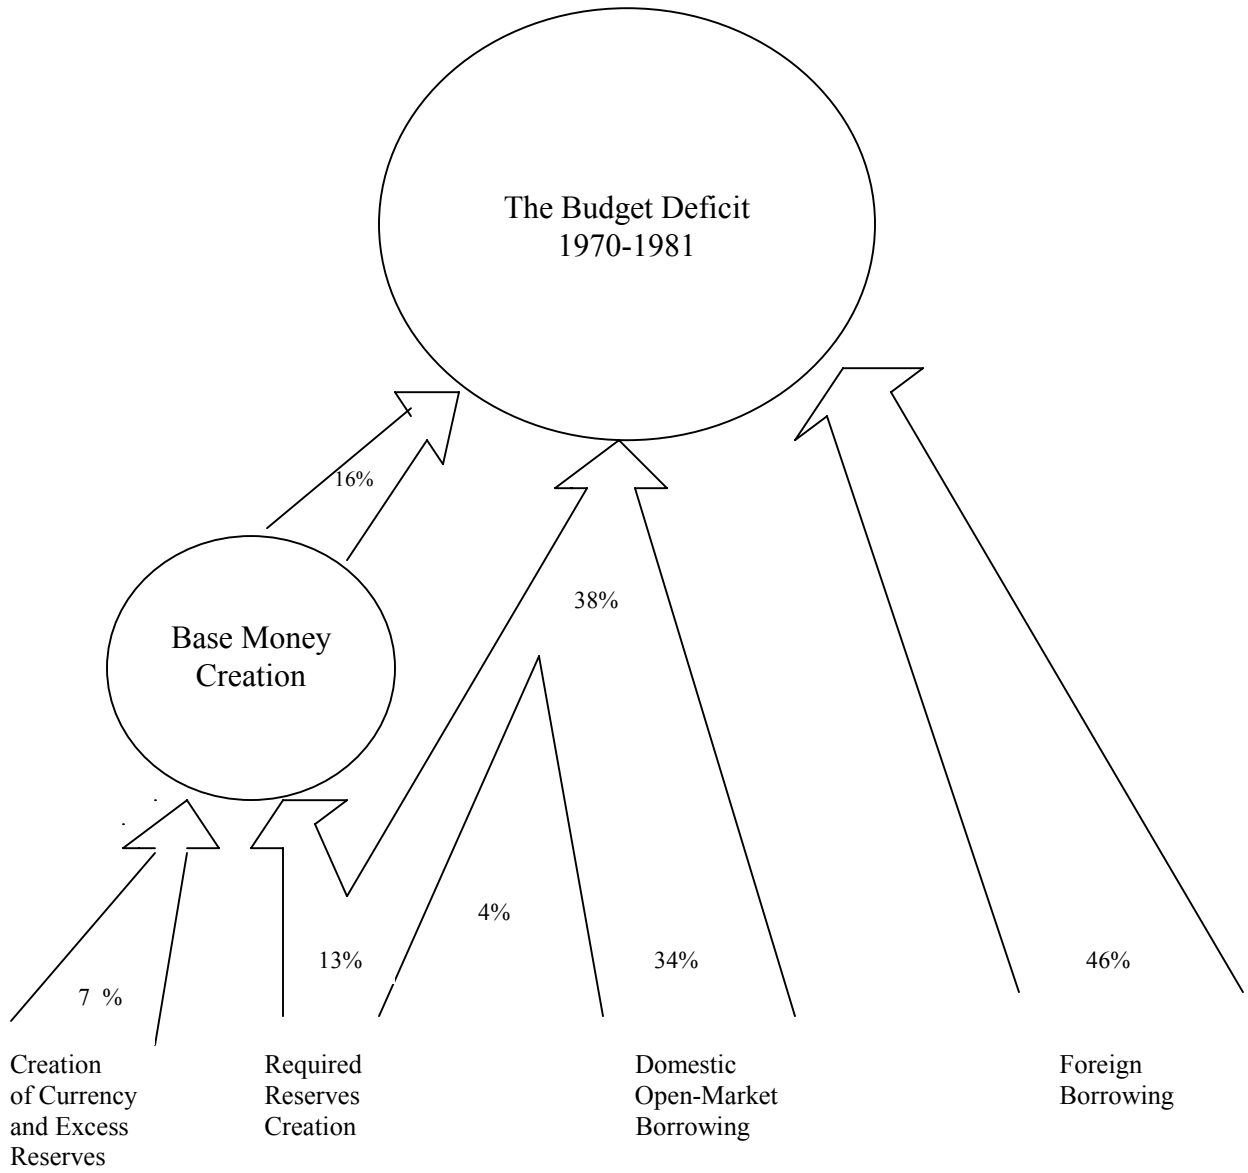 The Budget Deficit
1970-1981
16%
38%
Base Money
Creation
4%
13%
34%
46%
7 %
Creation
of Currency
and Excess
Reserves
Required
Reserves
Creation
Domestic
Open-Market
Borrowing
Foreign
Borrowing